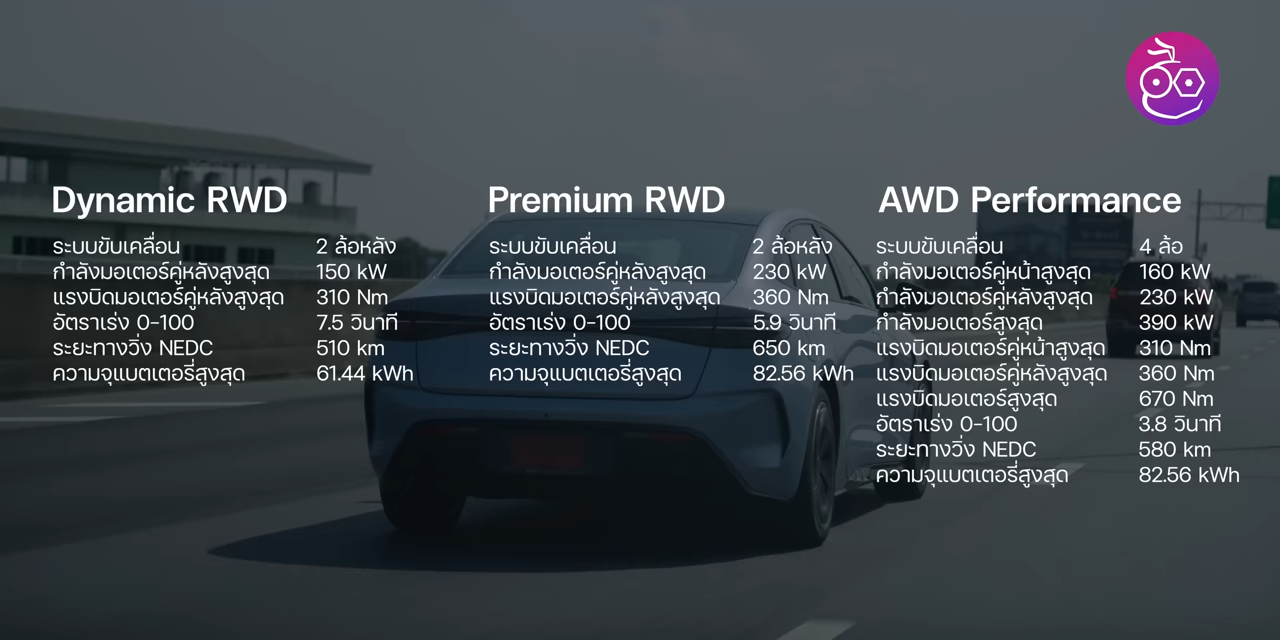 Dynamic RWD
ระบบขับเคลื่อน 2 ล้อหลัง
กำลังมอเตอร์คู่หลังสูงสุด 150 kW
แรงบิดมอเตอร์คู่หลังสูงสุด 310 Nm
อัตราเร่ง 0-100 7.5 วินาที
ระยะทางวิ่ง NEDC 510 km
ความจุแบตเตอรี่สูงสุด 61.44 kWh
Premium RWD
ระบบขับเคลื่อน 2 ล้อหลัง
กำลังมอเตอร์คู่หลังสูงสุด 230 kW
แรงบิดมอเตอร์คู่หลังสูงสุด 360 Nm
อัตราเร่ง 0-100 5.9 วินาที
ระยะทางวิ่ง NEDC 650 km
ความจุแบตเตอรี่สูงสุด 82.56 kWh
AWD Performance
ระบบขับเคลื่อน 4 ล้อ
กำลังมอเตอร์คู่หน้าสูงสุด 160 kW
กำลังมอเตอร์คู่หลังสูงสุด 230 kW
กำลังมอเตอร์สูงสุด 390 kW
แรงบิดมอเตอร์คู่หน้าสูงสุด 310 Nm
แรงบิดมอเตอร์คู่หลังสูงสุด 360 Nm
แรงบิดมอเตอร์สูงสุด 670 Nm
อัตราเร่ง 0-100 3.8 วินาที
ระยะทางวิ่ง NEDC 580 km
ความจุแบตเตอรี่สูงสุด 82.56 kWh